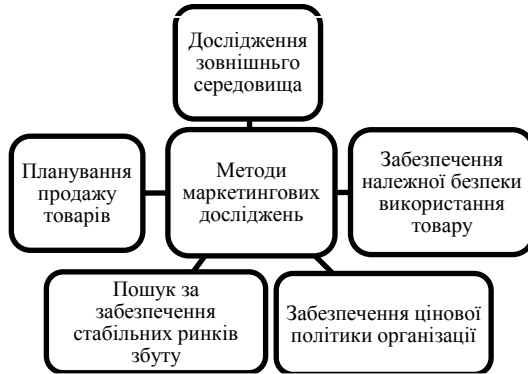 Дослідження
зовнішньго
середовища
Планування
продажу
товарів
Методи
маркетингових
досліджень
Забезпечення
належної безпеки
використання
товару
Пошук за
забезпечення
стабільних ринків
збуту
Забезпечення цінової
політики організації